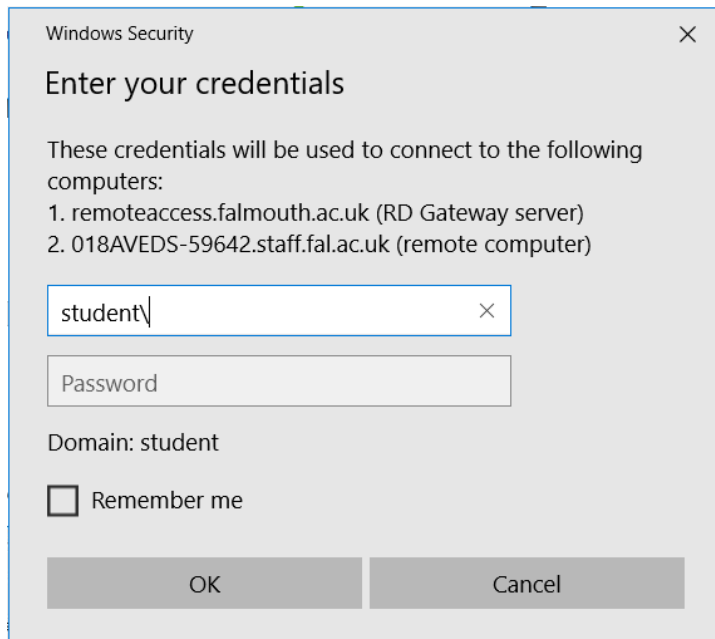 Windows Security
Enter your credentials
These credentials will be used to connect to the following
computers:
1. remoteaccess.falmouth.ac.uk (RD Gateway server)
2. 018AVEDS-59642.staff.fal.ac.uk (remote computer)
student\
Password
Domain: student
Remember me
OK
Cancel